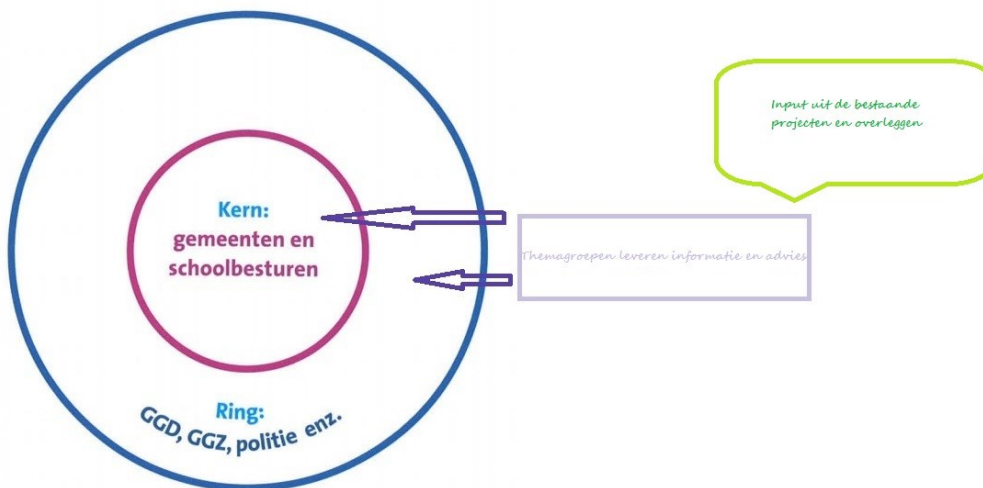 Kern:
gemeenten en
schoolbesturen
Ring:
GGD, GGZ, politie enz.
Themagroepen leveren informatie en advies
Input uit de bestaande
projecten en overleggen